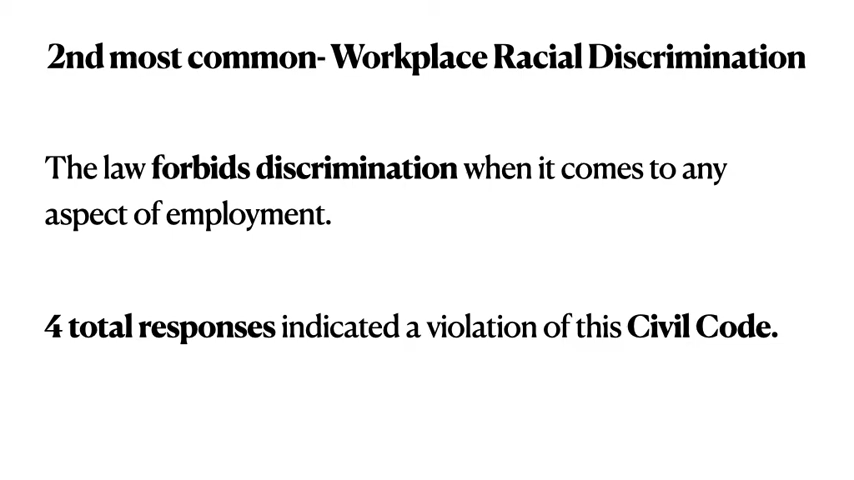 2nd most common- Workplace Racial Discrimination
The law forbids discrimination when it comes to any
aspect of employment.
4 total responses indicated a violation of this Civil Code.